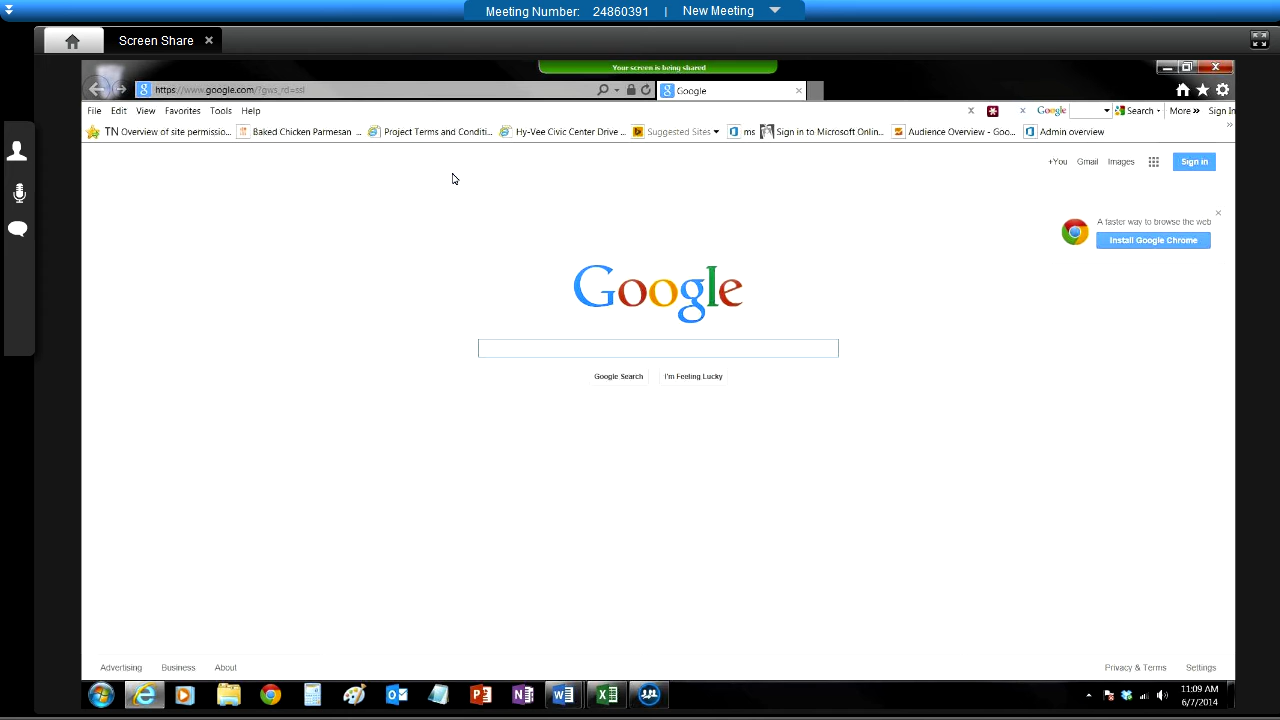 Meeting Number: 24860391 | New Meeting
Screen Share
Your screen is being shared
https://www.google.com/?gws_rd=ssl
Google
File Edit View Favorites Tools Help
Google Search More »» Sign In
TN Overview of site permissio... Baked Chicken Parmesan ... Project Terms and Conditi... Hy-Vee Civic Center Drive ... Suggested Sites ms Sign in to Microsoft Onlin... Audience Overview - Goo... Admin overview
+You Gmail Images Sign in
A faster way to browse the web
Install Google Chrome
Google
Google Search I'm Feeling Lucky
Advertising Business About Privacy & Terms Settings
11:09 AM
6/7/2014